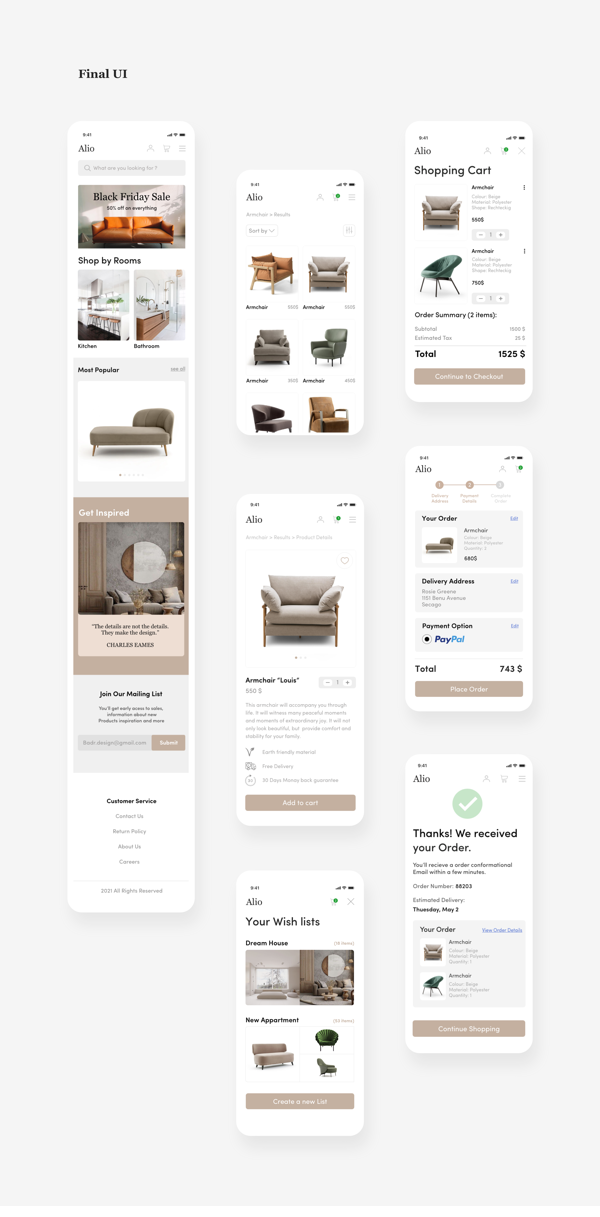 Final UI
9:41
Alio
What are you looking for ?
Black Friday Sale
50% off on everything
Shop by Rooms
Kitchen
Bathroom
Most Popular
see all
Get Inspired
"The details are not the details.
They make the design."
CHARLES EAMES
Join Our Mailing List
You'll get early acces to sales,
information about new
Products inspiration and more
Badr.design@gmail.com
Submit
Customer Service
Contact Us
Return Policy
About Us
Careers
2021 All Rights Reserved
9:41
Alio
Armchair > Results
Sort by
Armchair
Armchair
550$
Armchair
Armchair
450$
9:41
Alio
Armchair > Results > Product Details
Armchair "Louis"
550 $
1
This armchair will accompany you through
life. It will witness many peaceful moments
and moments of extraordinary joy. It will not
only look beautiful, but provide comfort and
stability for your family.
Earth friendly material
Free Delivery
30 Days Money back guarantee
Add to cart
9:41
Alio
Your Wish lists
Dream House
New Appartment
Create a new List
9:41
Alio
Shopping Cart
Armchair
Colour: Beige
Material: Polyester
Shape: Rechteckig
550$
1
Armchair
Colour: Beige
Material: Polyester
Shape: Rechteckig
750$
1
Order Summary (2 items):
Subtotal
1500 $
Estimated Tax
25 $
Total
1525 $
Continue to Checkout
9:41
Alio
1
2
3
Delivery
Address
Payment
Details
Complete
Order
Your Order
Edit
Armchair
Colour: Beige
Material: Polyester
Quantity: 1
680$
Delivery Address
Edit
Rosie Greene
1151 Benu Avenue
Senago
Payment Option
Edit
PayPal
Total
743 $
Place Order
9:41
Alio
Thanks! We received
your Order.
You'll recieve a order conformational
Email within a few minutes.
Order Number: 88203
Estimated Delivery:
Thuesday, May 2
Your Order
View Order Details
Armchair
Colour: Beige
Material: Polyester
Quantity: 1
Armchair
Colour: Beige
Material: Polyester
Quantity: 1
Continue Shopping